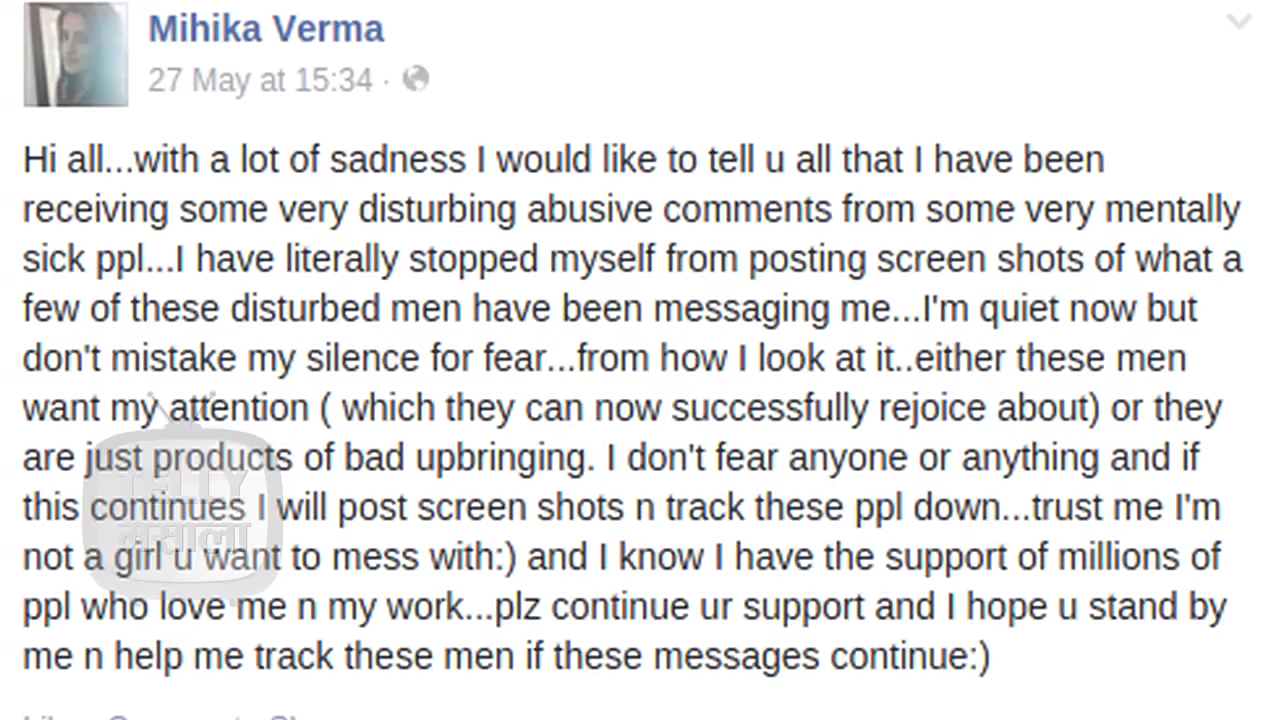 Mihika Verma
27 May at 15:34 ·
Hi all...with a lot of sadness I would like to tell u all that I have been
receiving some very disturbing abusive comments from some very mentally
sick ppl...I have literally stopped myself from posting screen shots of what a
few of these disturbed men have been messaging me...I'm quiet now but
don't mistake my silence for fear...from how I look at it..either these men
want my attention ( which they can now successfully rejoice about) or they
are just products of bad upbringing. I don't fear anyone or anything and if
this continues I will post screen shots n track these ppl down...trust me I'm
not a girl u want to mess with:) and I know I have the support of millions of
ppl who love me n my work...plz continue ur support and I hope u stand by
me n help me track these men if these messages continue:)
TELLY